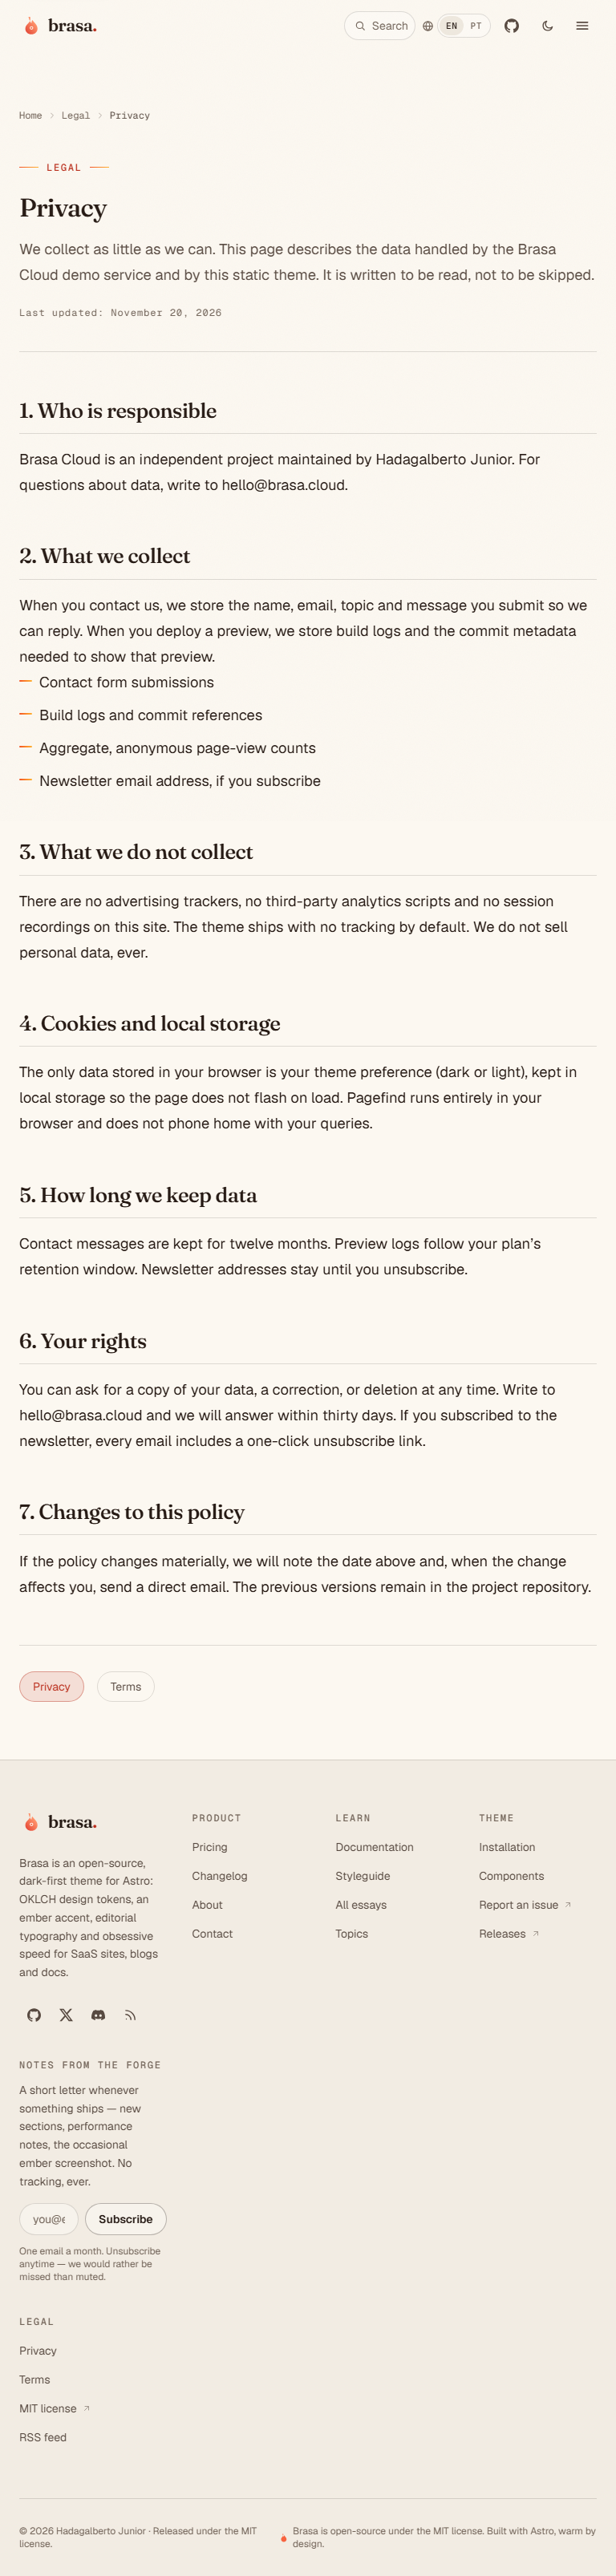 brasa.
Search
EN PT
Home > Legal > Privacy
LEGAL
Privacy
We collect as little as we can. This page describes the data handled by the Brasa
Cloud demo service and by this static theme. It is written to be read, not to be skipped.
Last updated: November 20, 2026
1. Who is responsible
Brasa Cloud is an independent project maintained by Hadagalberto Junior. For
questions about data, write to hello@brasa.cloud.
2. What we collect
When you contact us, we store the name, email, topic and message you submit so we
can reply. When you deploy a preview, we store build logs and the commit metadata
needed to show that preview.
Contact form submissions
Build logs and commit references
Aggregate, anonymous page-view counts
Newsletter email address, if you subscribe
3. What we do not collect
There are no advertising trackers, no third-party analytics scripts and no session
recordings on this site. The theme ships with no tracking by default. We do not sell
personal data, ever.
4. Cookies and local storage
The only data stored in your browser is your theme preference (dark or light), kept in
local storage so the page does not flash on load. Pagefind runs entirely in your
browser and does not phone home with your queries.
5. How long we keep data
Contact messages are kept for twelve months. Preview logs follow your plan’s
retention window. Newsletter addresses stay until you unsubscribe.
6. Your rights
You can ask for a copy of your data, a correction, or deletion at any time. Write to
hello@brasa.cloud and we will answer within thirty days. If you subscribed to the
newsletter, every email includes a one-click unsubscribe link.
7. Changes to this policy
If the policy changes materially, we will note the date above and, when the change
affects you, send a direct email. The previous versions remain in the project repository.
Privacy
Terms
brasa.
Brasa is an open-source,
dark-first theme for Astro:
OKLCH design tokens, an
ember accent, editorial
typography and obsessive
speed for SaaS sites, blogs
and docs.
NOTES FROM THE FORGE
A short letter whenever
something ships — new
sections, performance
notes, the occasional
ember screenshot. No
tracking, ever.
you@e
Subscribe
One email a month. Unsubscribe
anytime — we would rather be
missed than muted.
PRODUCT
Pricing
Changelog
About
Contact
LEARN
Documentation
Styleguide
All essays
Topics
THEME
Installation
Components
Report an issue ↗
Releases ↗
LEGAL
Privacy
Terms
MIT license ↗
RSS feed
© 2026 Hadagalberto Junior · Released under the MIT
license.
Brasa is open-source under the MIT license. Built with Astro, warm by
design.